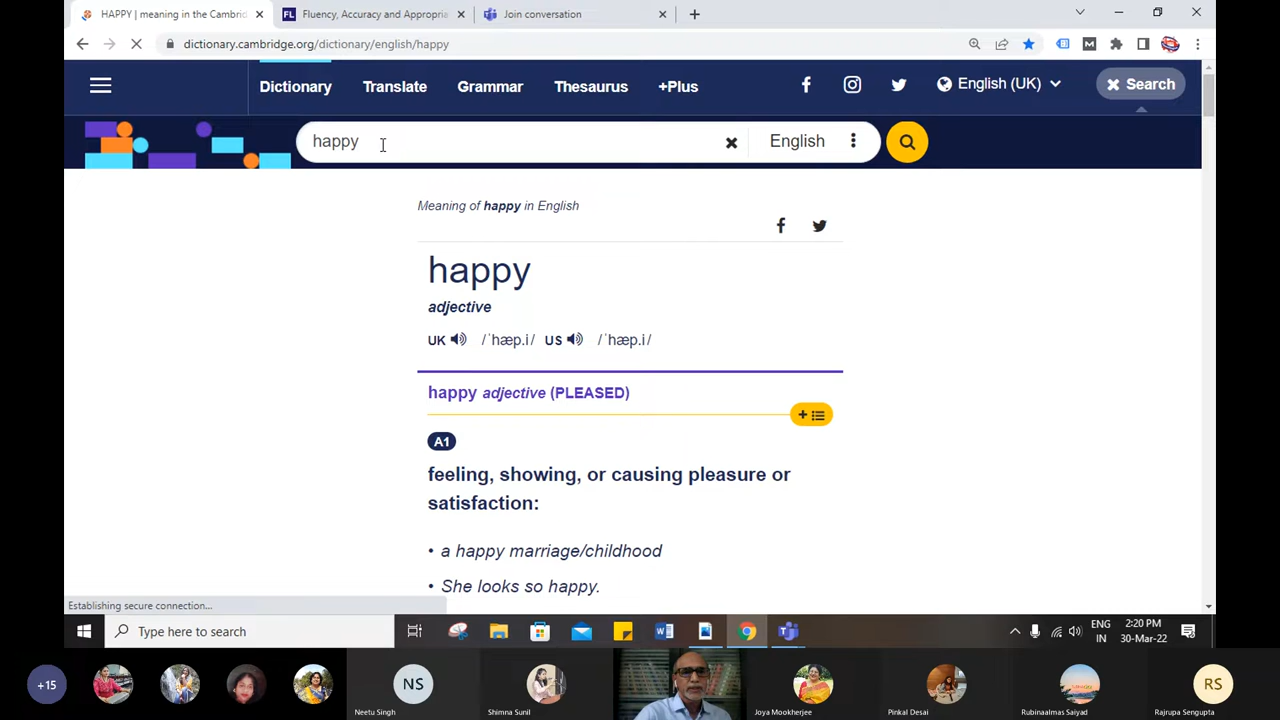 HAPPY | meaning in the Cambrid
Fluency, Accuracy and Appropria
Join conversation
dictionary.cambridge.org/dictionary/english/happy
Dictionary
Translate
Grammar
Thesaurus
+Plus
English (UK)
Search
happy
English
Meaning of happy in English
happy
adjective
UK /ˈhæp.i/ US /ˈhæp.i/
happy adjective (PLEASED)
A1
feeling, showing, or causing pleasure or
satisfaction:
• a happy marriage/childhood
• She looks so happy.
Establishing secure connection...
Type here to search
ENG
IN
2:20 PM
30-Mar-22
+15
NS
Neetu Singh
Shimna Sunil
Joya Mookherjee
Pinkal Desai
Rubinaalmas Saiyad
RS
Rajrupa Sengupta